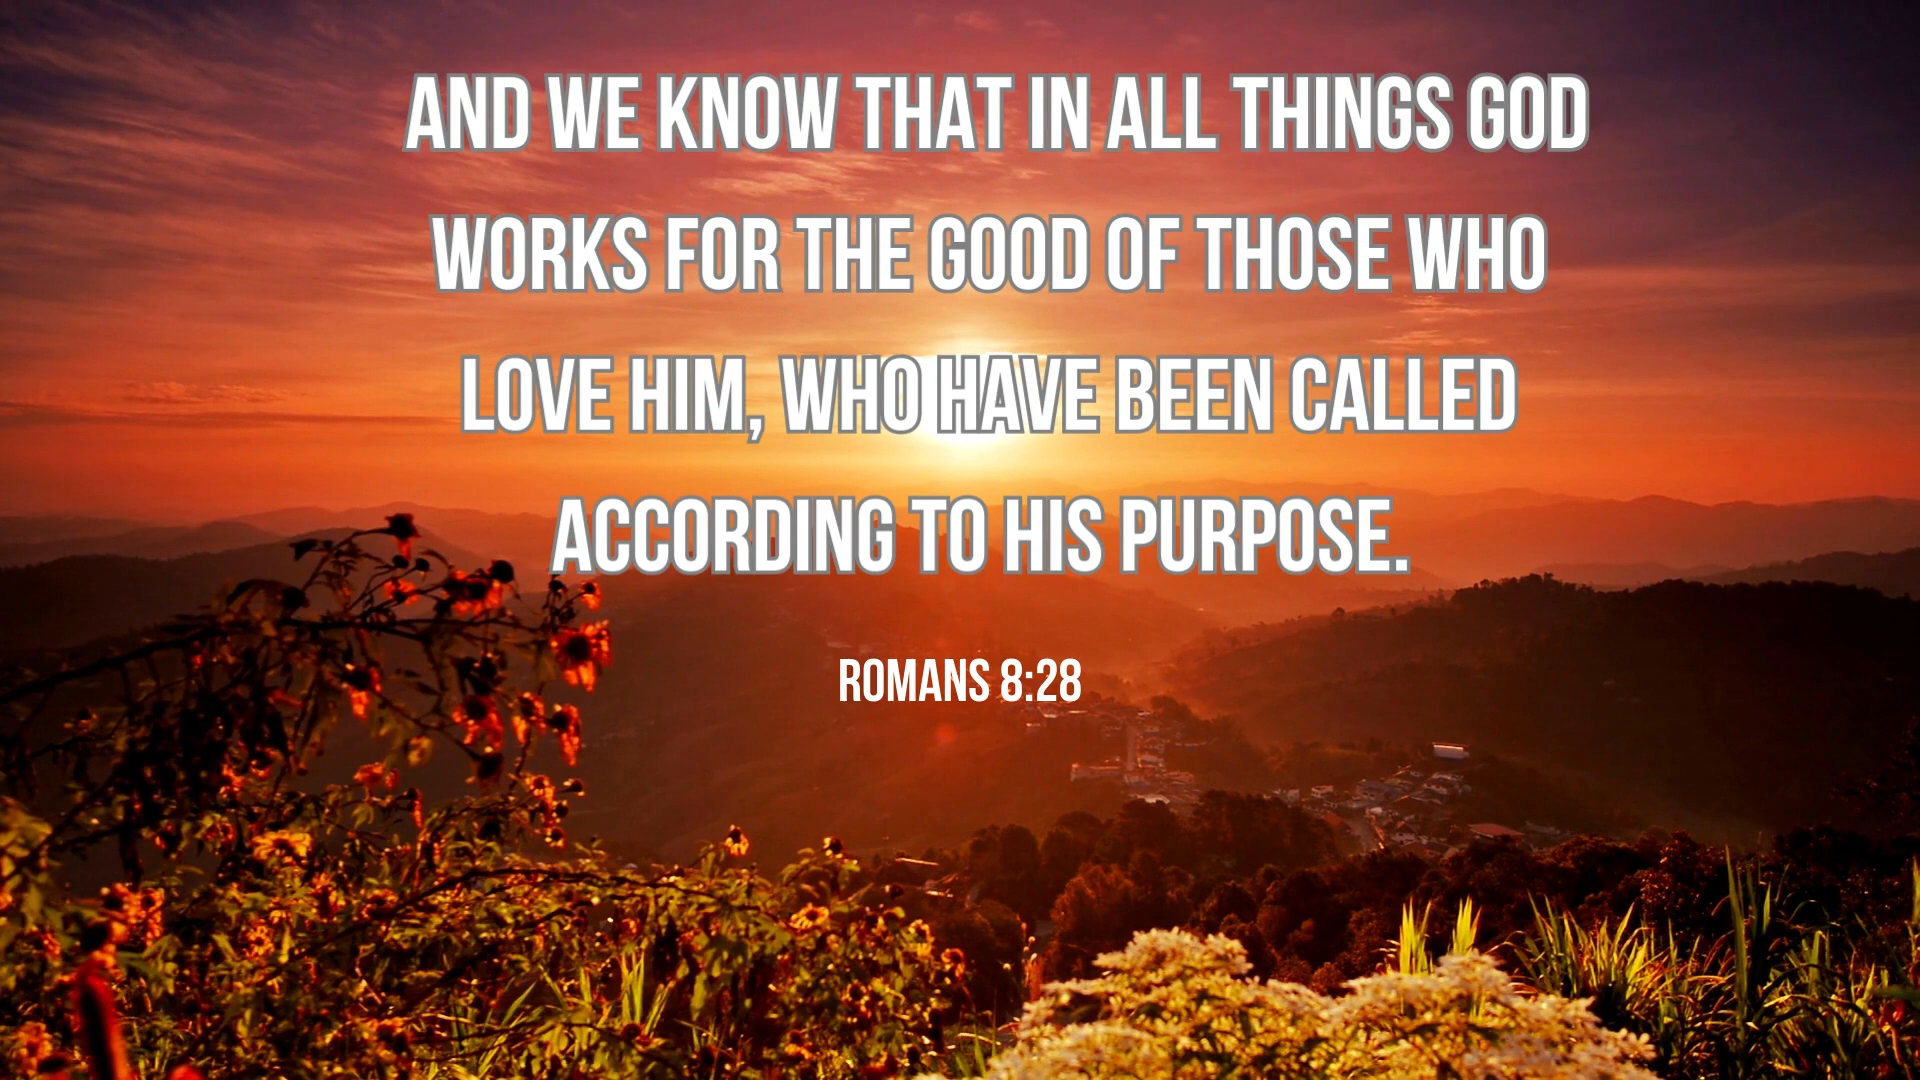 AND WE KNOW THAT IN ALL THINGS GOD
WORKS FOR THE GOOD OF THOSE WHO
LOVE HIM, WHO HAVE BEEN CALLED
ACCORDING TO HIS PURPOSE.
ROMANS 8:28